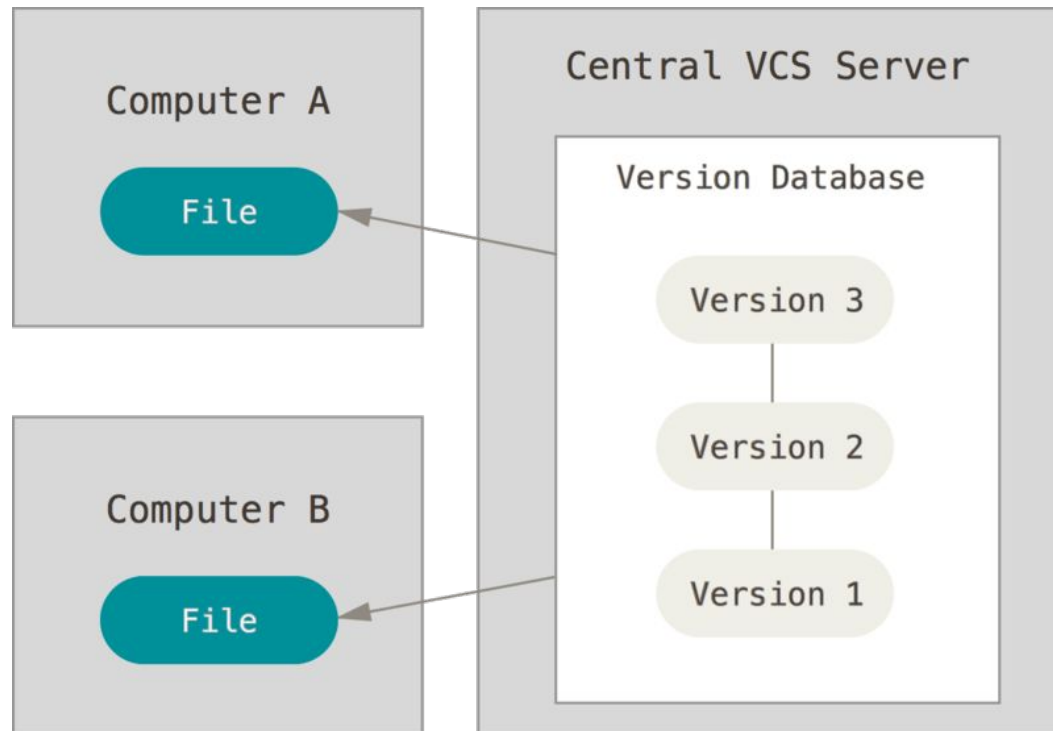 Computer A
File
Computer B
File
Central VCS Server
Version Database
Version 3
Version 2
Version 1